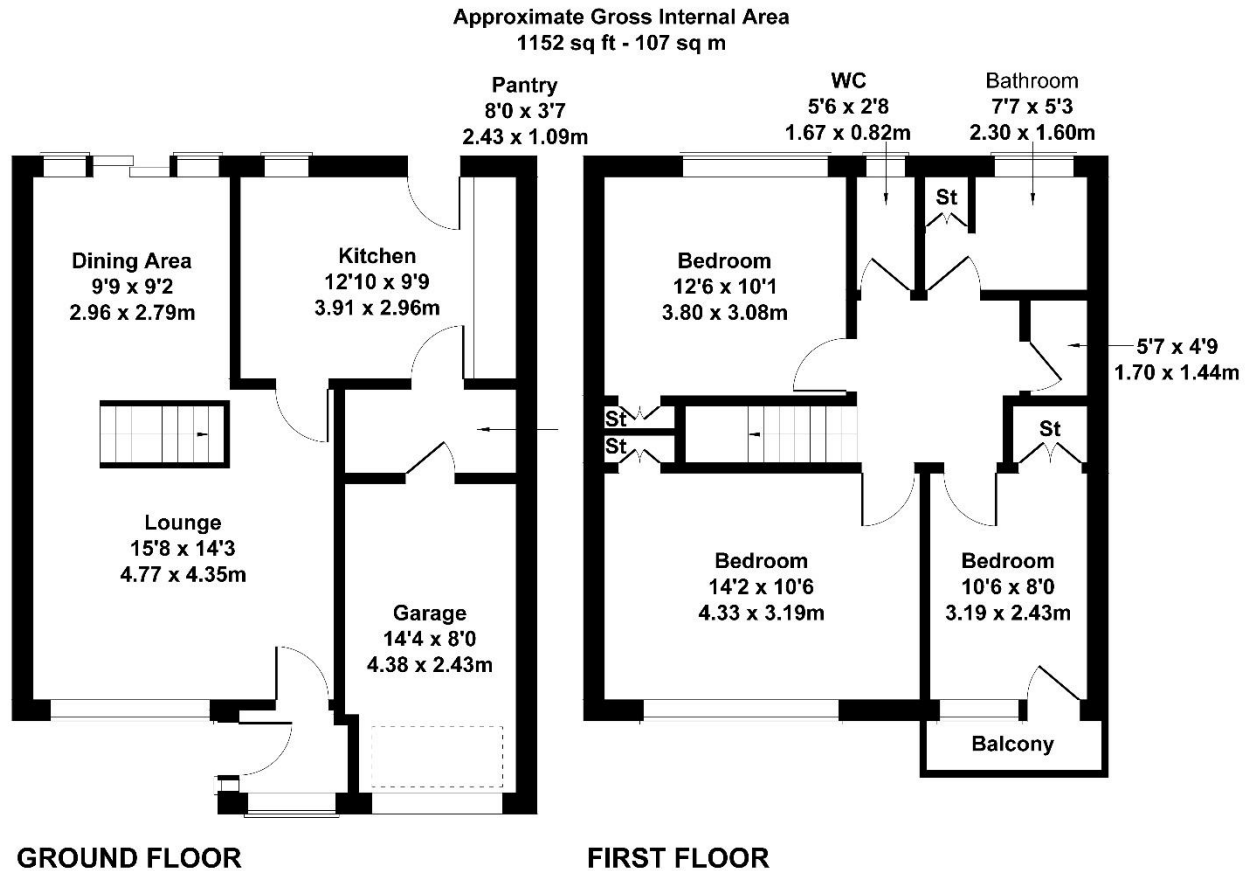 Approximate Gross Internal Area
1152 sq ft - 107 sq m
Pantry
8'0 x 3'7
2.43 x 1.09m
WC
5'6 x 2'8
1.67 x 0.82m
Bathroom
7'7 x 5'3
2.30 x 1.60m
Dining Area
9'9 x 9'2
2.96 x 2.79m
Kitchen
12'10 x 9'9
3.91 x 2.96m
Lounge
15'8 x 14'3
4.77 x 4.35m
Garage
14'4 x 8'0
4.38 x 2.43m
St
Bedroom
12'6 x 10'1
3.80 x 3.08m
5'7 x 4'9
1.70 x 1.44m
St
St
St
Bedroom
14'2 x 10'6
4.33 x 3.19m
Bedroom
10'6 x 8'0
3.19 x 2.43m
Balcony
GROUND FLOOR
FIRST FLOOR